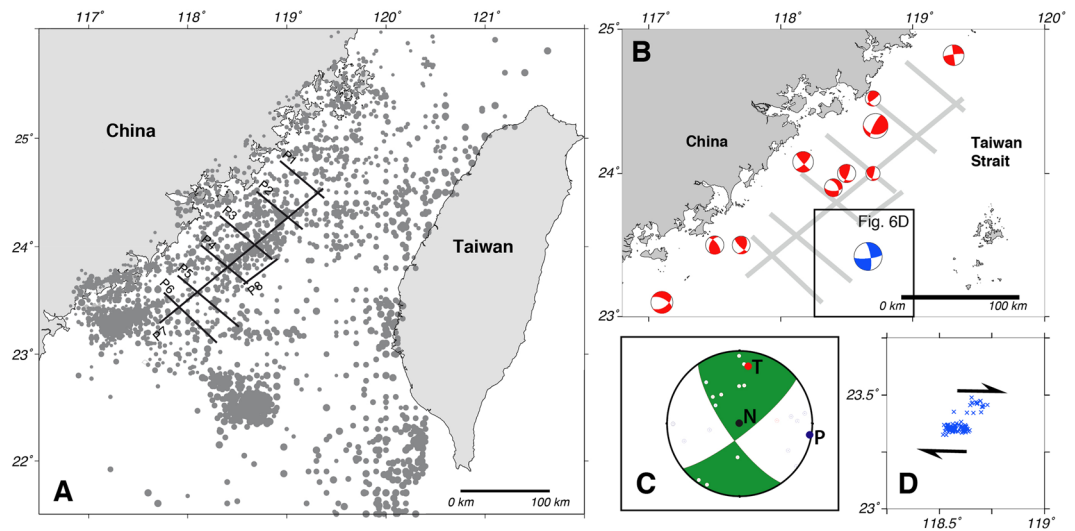 117°
118°
119°
120°
121°
25°
24°
23°
22°
China
Taiwan
P1
P2
P3
P4
P5
P6
P7
P8
A
0 km
100 km
117°
118°
119°
120°
25°
24°
23°
B
China
Taiwan
Strait
Fig. 6D
0 km
100 km
T
N
P
C
23.5°
23°
D
118.5°
119°